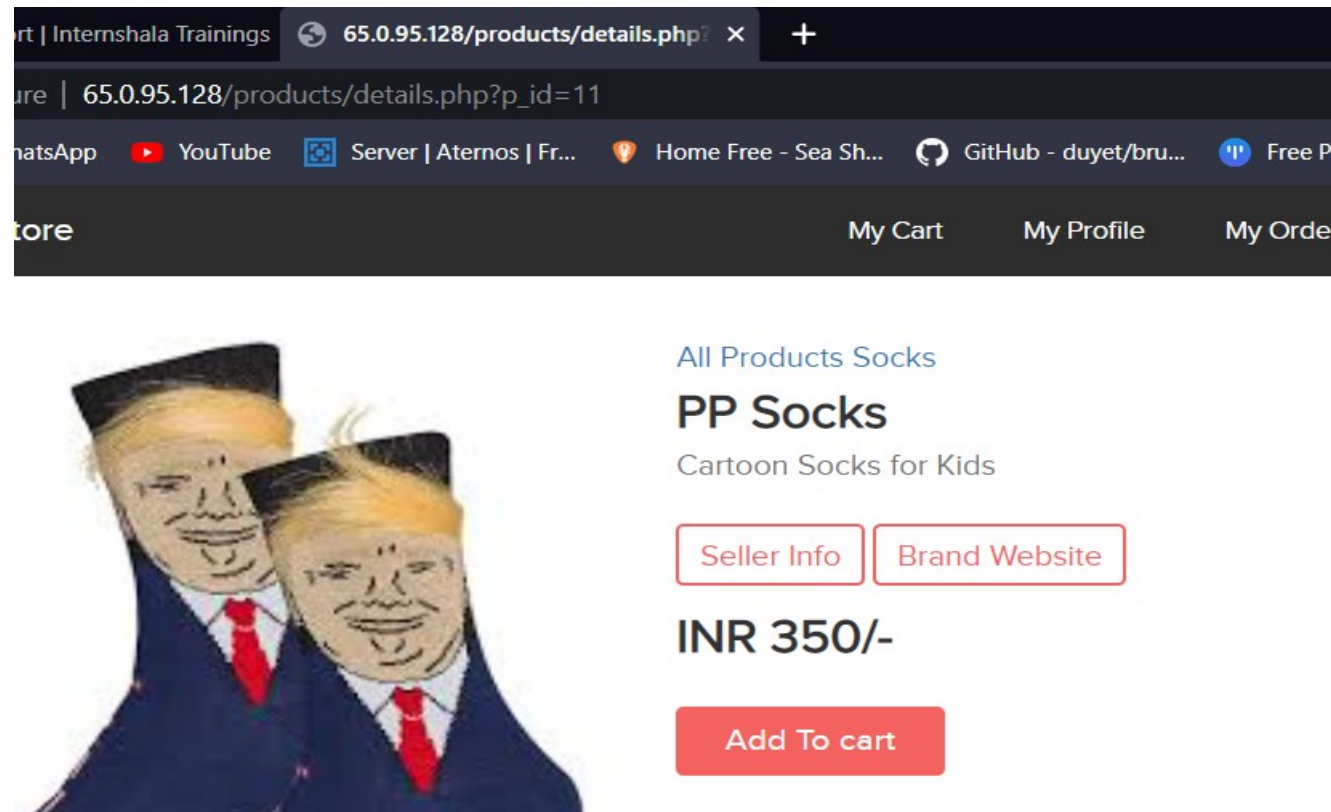 rt | Internshala Trainings 65.0.95.128/products/details.php?
ure | 65.0.95.128/products/details.php?p_id=11
hatsApp YouTube Server | Aternos | Fr... Home Free - Sea Sh... GitHub - duyet/bru... Free P
tore My Cart My Profile My Orde
All Products Socks
PP Socks
Cartoon Socks for Kids
Seller Info Brand Website
INR 350/-
Add To cart